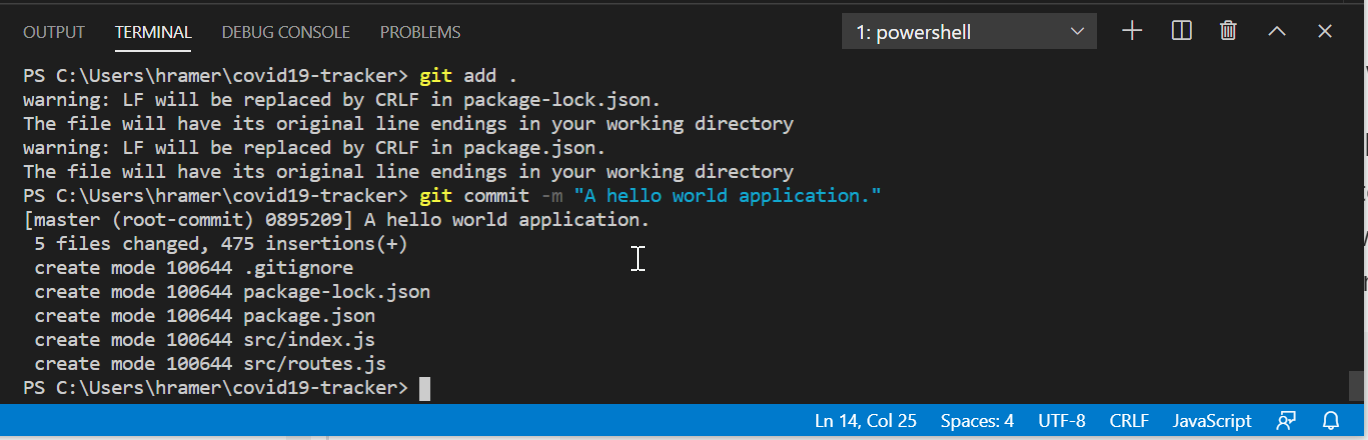 OUTPUT TERMINAL DEBUG CONSOLE PROBLEMS 1: powershell
PS C:\Users\hramer\covid19-tracker> git add .
warning: LF will be replaced by CRLF in package-lock.json.
The file will have its original line endings in your working directory
warning: LF will be replaced by CRLF in package.json.
The file will have its original line endings in your working directory
PS C:\Users\hramer\covid19-tracker> git commit -m "A hello world application."
[master (root-commit) 0895209] A hello world application.
 5 files changed, 475 insertions(+)
 create mode 100644 .gitignore
 create mode 100644 package-lock.json
 create mode 100644 package.json
 create mode 100644 src/index.js
 create mode 100644 src/routes.js
PS C:\Users\hramer\covid19-tracker>
Ln 14, Col 25 Spaces: 4 UTF-8 CRLF JavaScript